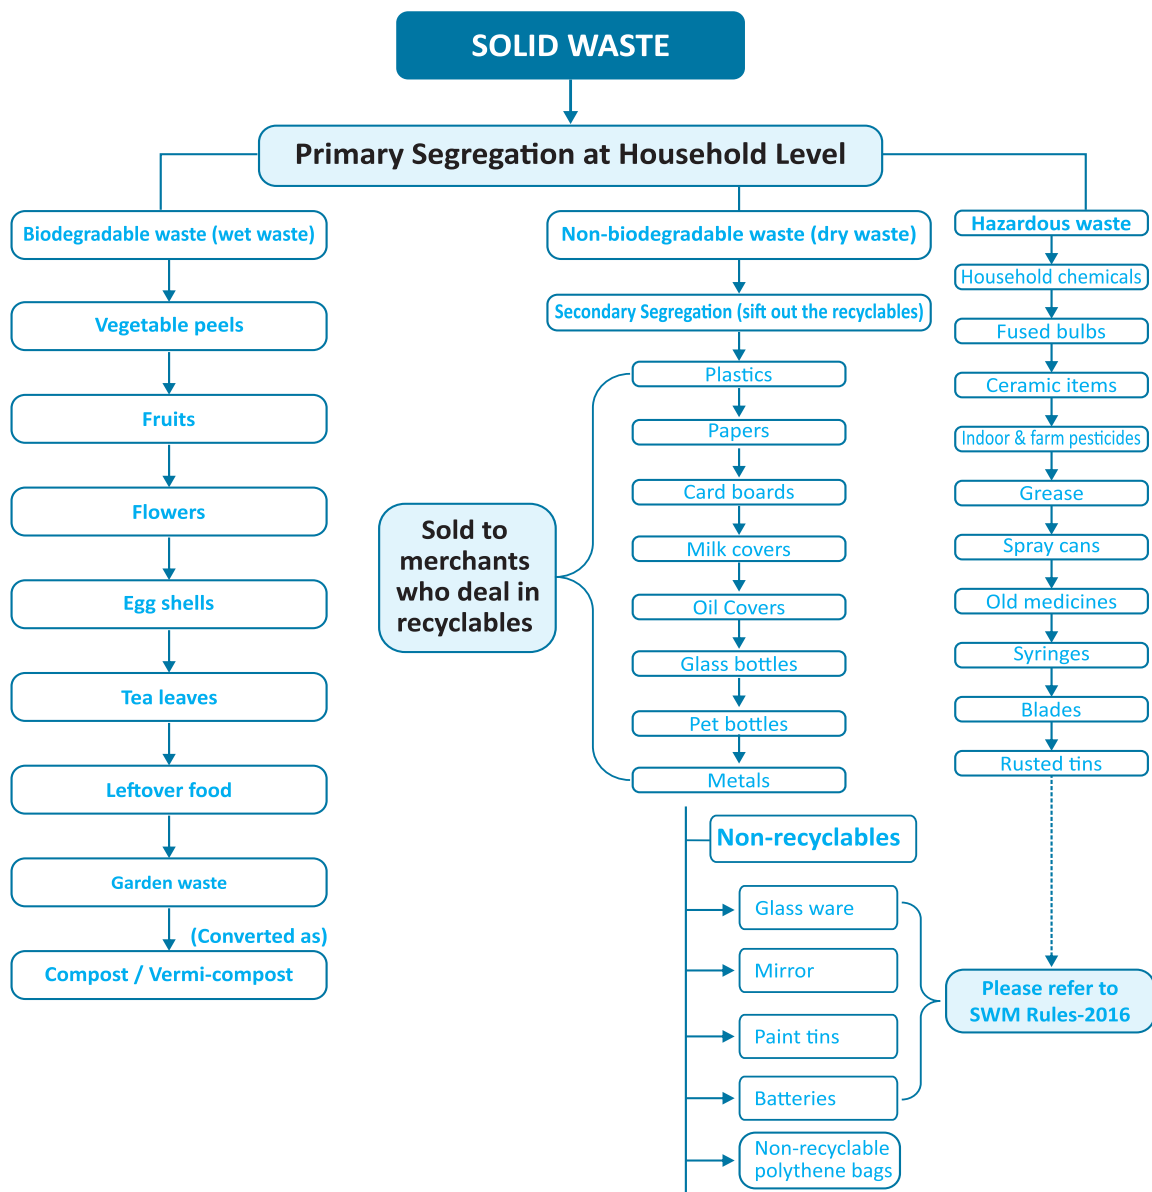 SOLID WASTE
Primary Segregation at Household Level
Biodegradable waste (wet waste)
Vegetable peels
Fruits
Flowers
Egg shells
Tea leaves
Leftover food
Garden waste
(Converted as)
Compost / Vermi-compost
Non-biodegradable waste (dry waste)
Secondary Segregation (sift out the recyclables)
Plastics
Papers
Card boards
Milk covers
Oil Covers
Glass bottles
Pet bottles
Metals
Sold to
merchants
who deal in
recyclables
Non-recyclables
Glass ware
Mirror
Paint tins
Batteries
Non-recyclable
polythene bags
Hazardous waste
Household chemicals
Fused bulbs
Ceramic items
Indoor & farm pesticides
Grease
Spray cans
Old medicines
Syringes
Blades
Rusted tins
Please refer to
SWM Rules-2016